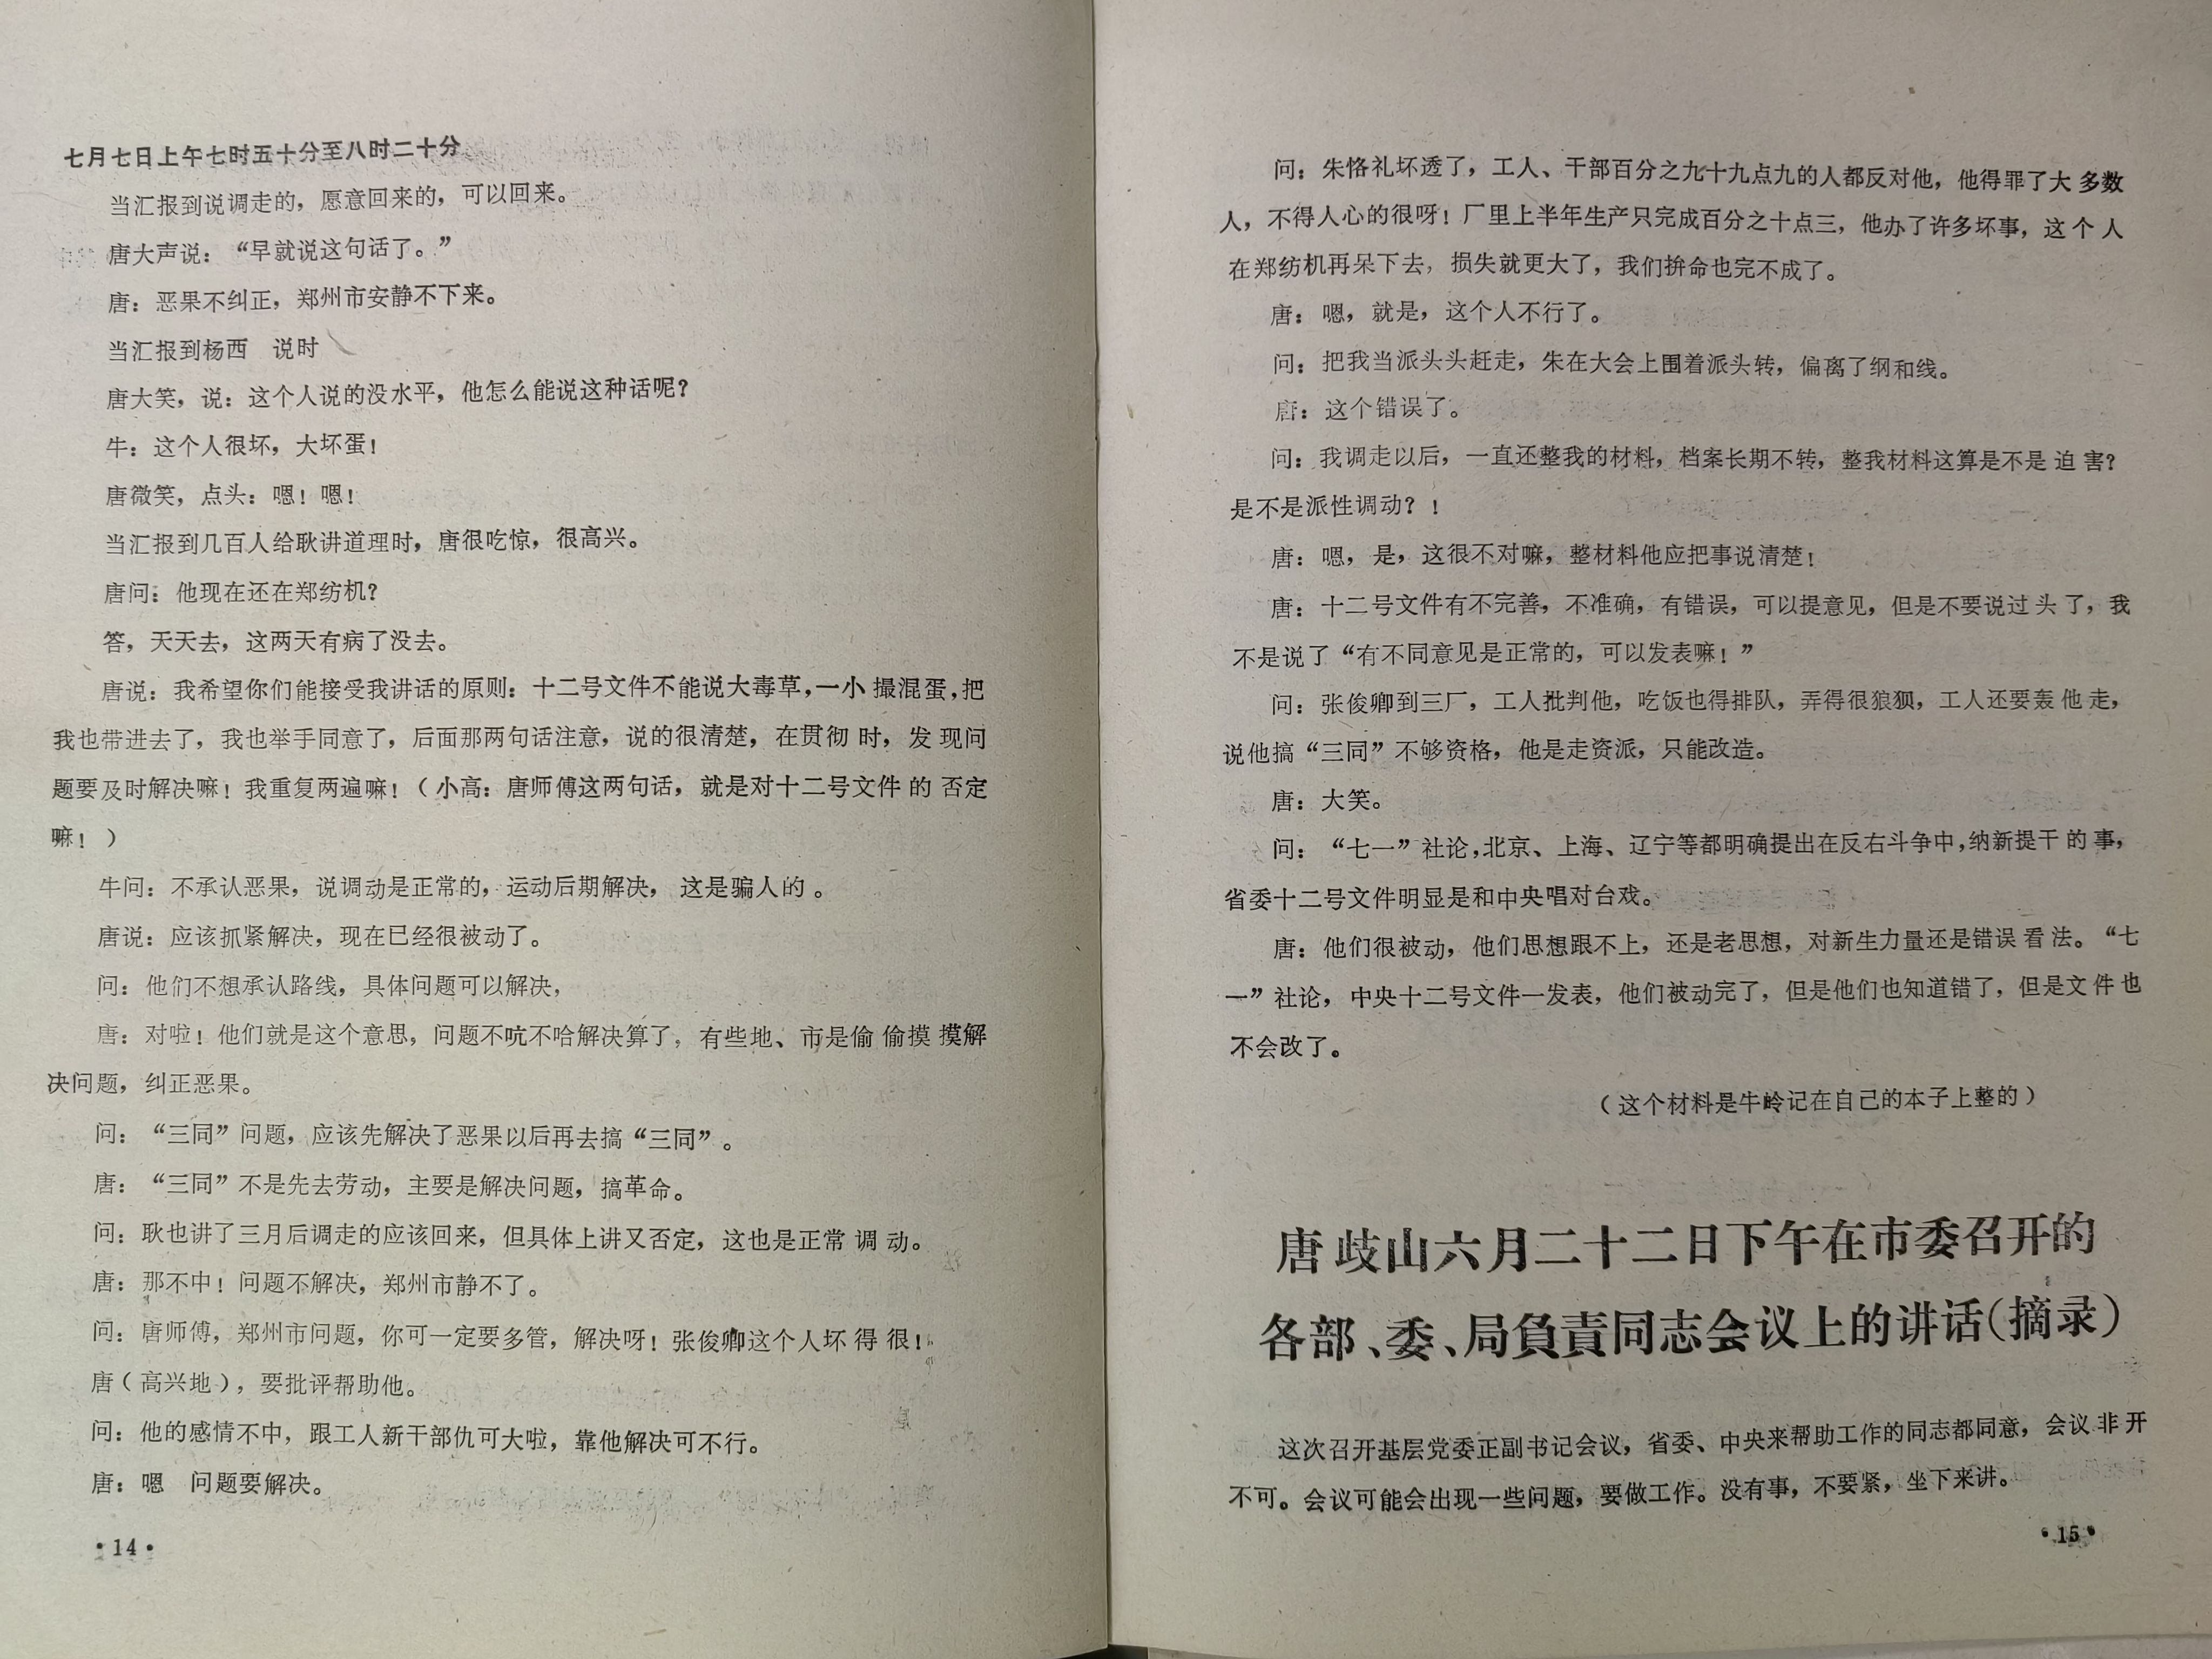 七月七日上午七时五十分至八时二十分
当汇报到说调走的，愿意回来的，可以回来。
唐大声说：“早就说这句话了。”
唐：恶果不纠正，郑州市安静不下来。
当汇报到杨西　说时
唐大笑，说：这个人说的没水平，他怎么能说这种话呢？
牛：这个人很坏，大坏蛋！
唐微笑，点头：嗯！嗯！
当汇报到几百人给耿讲道理时，唐很吃惊，很高兴。
唐问：他现在还在郑纺机？
答，天天去，这两天有病了没去。
唐说：我希望你们能接受我讲话的原则：十二号文件不能说大毒草，一小撮混蛋，把
我也带进去了，我也举手同意了，后面那两句话注意，说的很清楚，在贯彻时，发现问
题要及时解决嘛！我重复两遍嘛！（小高：唐师傅这两句话，就是对十二号文件的否定
嘛！）
牛问：不承认恶果，说调动是正常的，运动后期解决，这是骗人的。
唐说：应该抓紧解决，现在已经很被动了。
问：他们不想承认路线，具体问题可以解决，
唐：对啦！他们就是这个意思，问题不吭不哈解决算了，有些地、市是偷偷摸摸解
决问题，纠正恶果。
问：“三同”问题，应该先解决了恶果以后再去搞“三同”。
唐：“三同”不是先去劳动，主要是解决问题，搞革命。
问：耿也讲了三月后调走的应该回来，但具体上讲又否定，这也是正常调动。
唐：那不中！问题不解决，郑州市静不了。
问：唐师傅，郑州市问题，你可一定要多管，解决呀！张俊卿这个人坏得很！
唐（高兴地），要批评帮助他。
问：他的感情不中，跟工人新干部仇可大啦，靠他解决可不行。
唐：嗯　问题要解决。
•14•
问：朱恪礼坏透了，工人、干部百分之九十九点九的人都反对他，他得罪了大多数
人，不得人心的很呀！厂里上半年生产只完成百分之十点三，他办了许多坏事，这个人
在郑纺机再呆下去，损失就更大了，我们拚命也完不成了。
唐：嗯，就是，这个人不行了。
问：把我当派头头赶走，朱在大会上围着派头转，偏离了纲和线。
唐：这个错误了。
问：我调走以后，一直还整我的材料，档案长期不转，整我材料这算是不是迫害？
是不是派性调动？！
唐：嗯，是，这很不对嘛，整材料他应把事说清楚！
唐：十二号文件有不完善，不准确，有错误，可以提意见，但是不要说过头了，我
不是说了“有不同意见是正常的，可以发表嘛！”
问：张俊卿到三厂，工人批判他，吃饭也得排队，弄得很狼狈，工人还要轰他走，
说他搞“三同”不够资格，他是走资派，只能改造。
唐：大笑。
问：“七一”社论，北京、上海、辽宁等都明确提出在反右斗争中，纳新提干的事，
省委十二号文件明显是和中央唱对台戏。
唐：他们很被动，他们思想跟不上，还是老思想，对新生力量还是错误看法。“七
一”社论，中央十二号文件一发表，他们被动完了，但是他们也知道错了，但是文件也
不会改了。
（这个材料是牛岭记在自己的本子上整的）
唐歧山六月二十二日下午在市委召开的
各部、委、局負責同志会议上的讲话（摘录）
这次召开基层党委正副书记会议，省委、中央来帮助工作的同志都同意，会议非开
不可。会议可能会出现一些问题，要做工作。没有事，不要紧，坐下来讲。
•15•